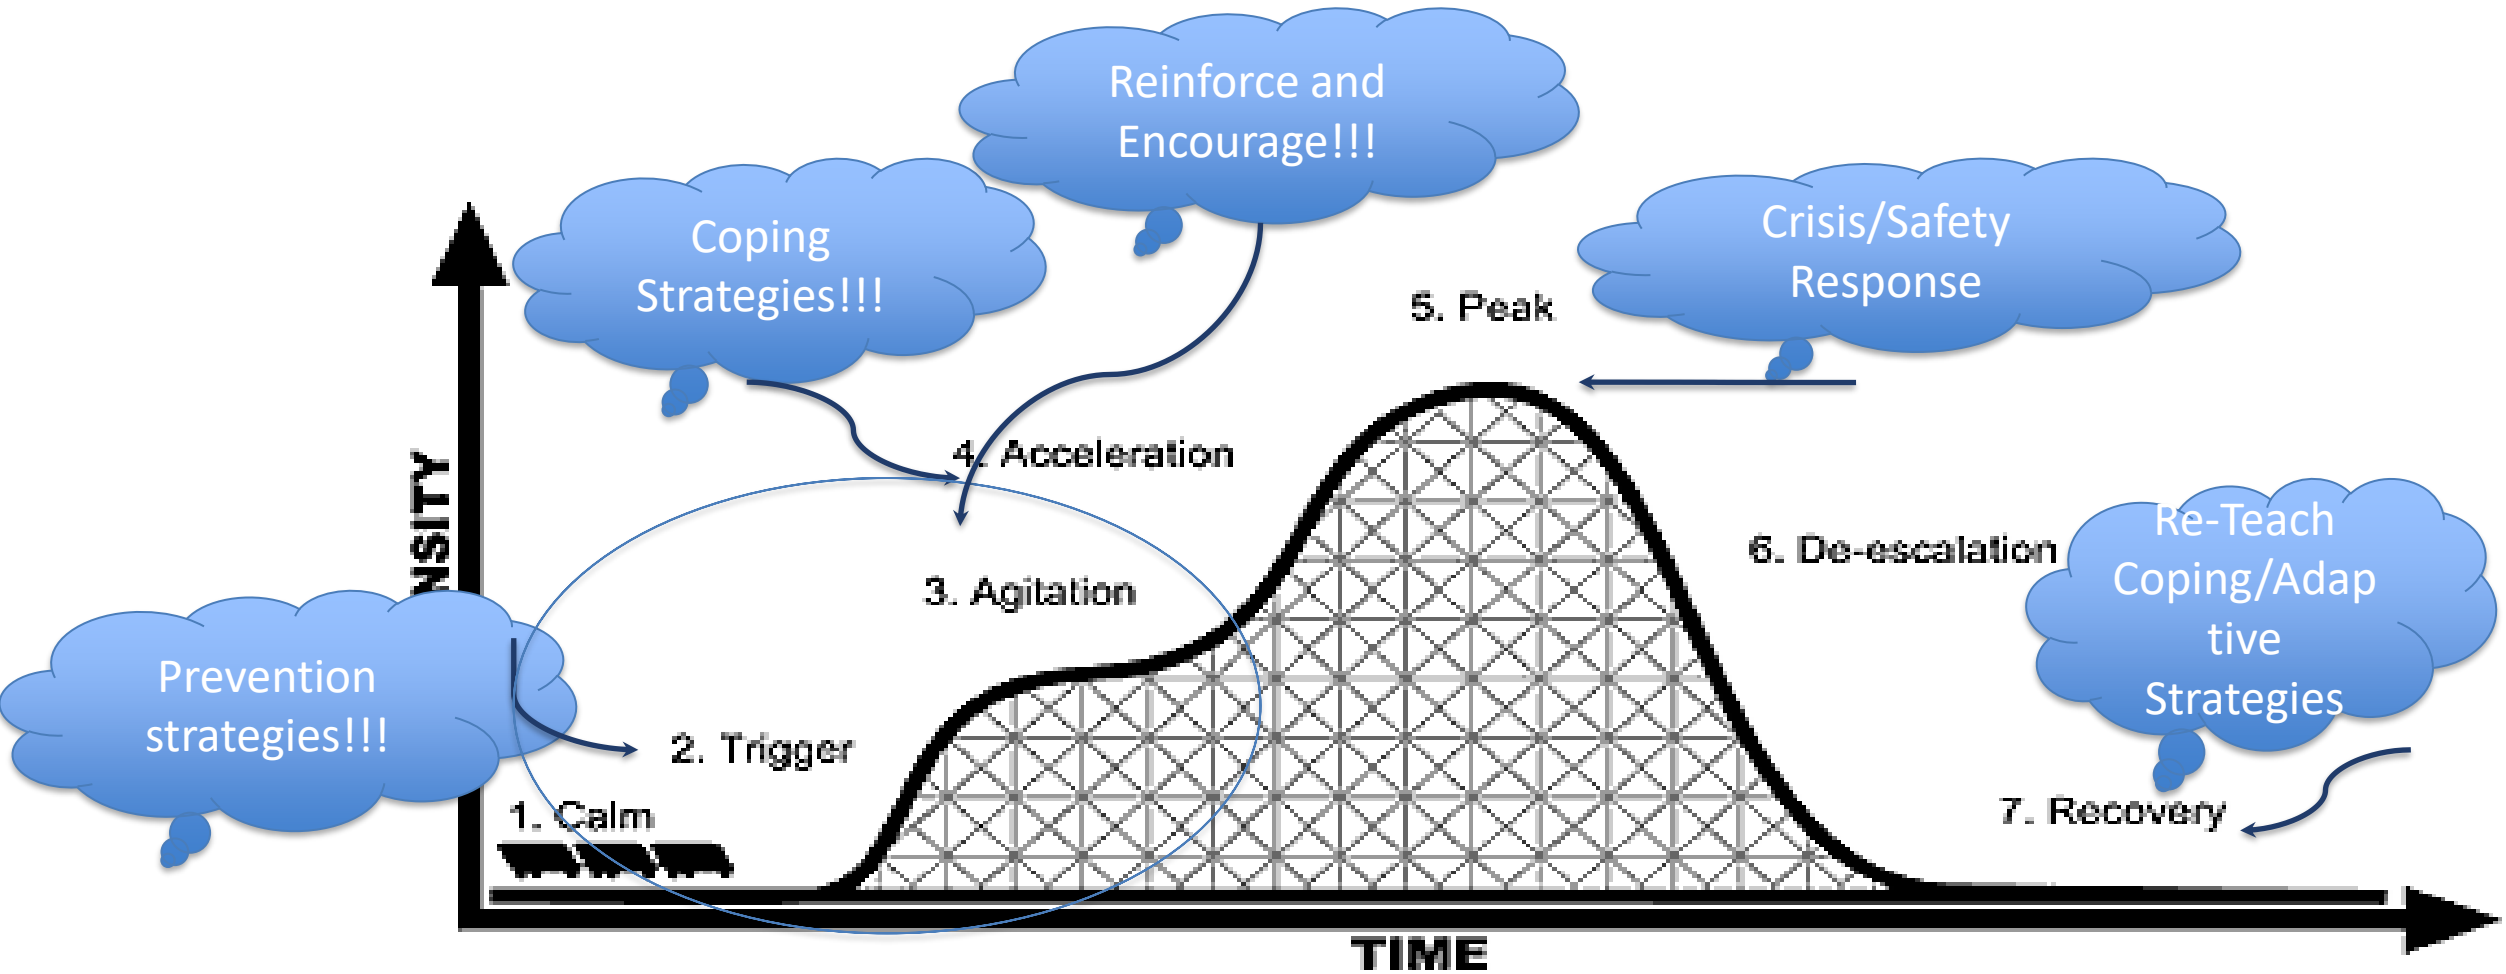 Reinforce and
Encourage!!!
Coping
Strategies!!!
Crisis/Safety
Response
5. Peak
4. Acceleration
Re-Teach
Coping/Adap
tive
Strategies
6. De-escalation
3. Agitation
NSITY
Prevention
strategies!!!
2. Trigger
1. Calm
7. Recovery
TIME